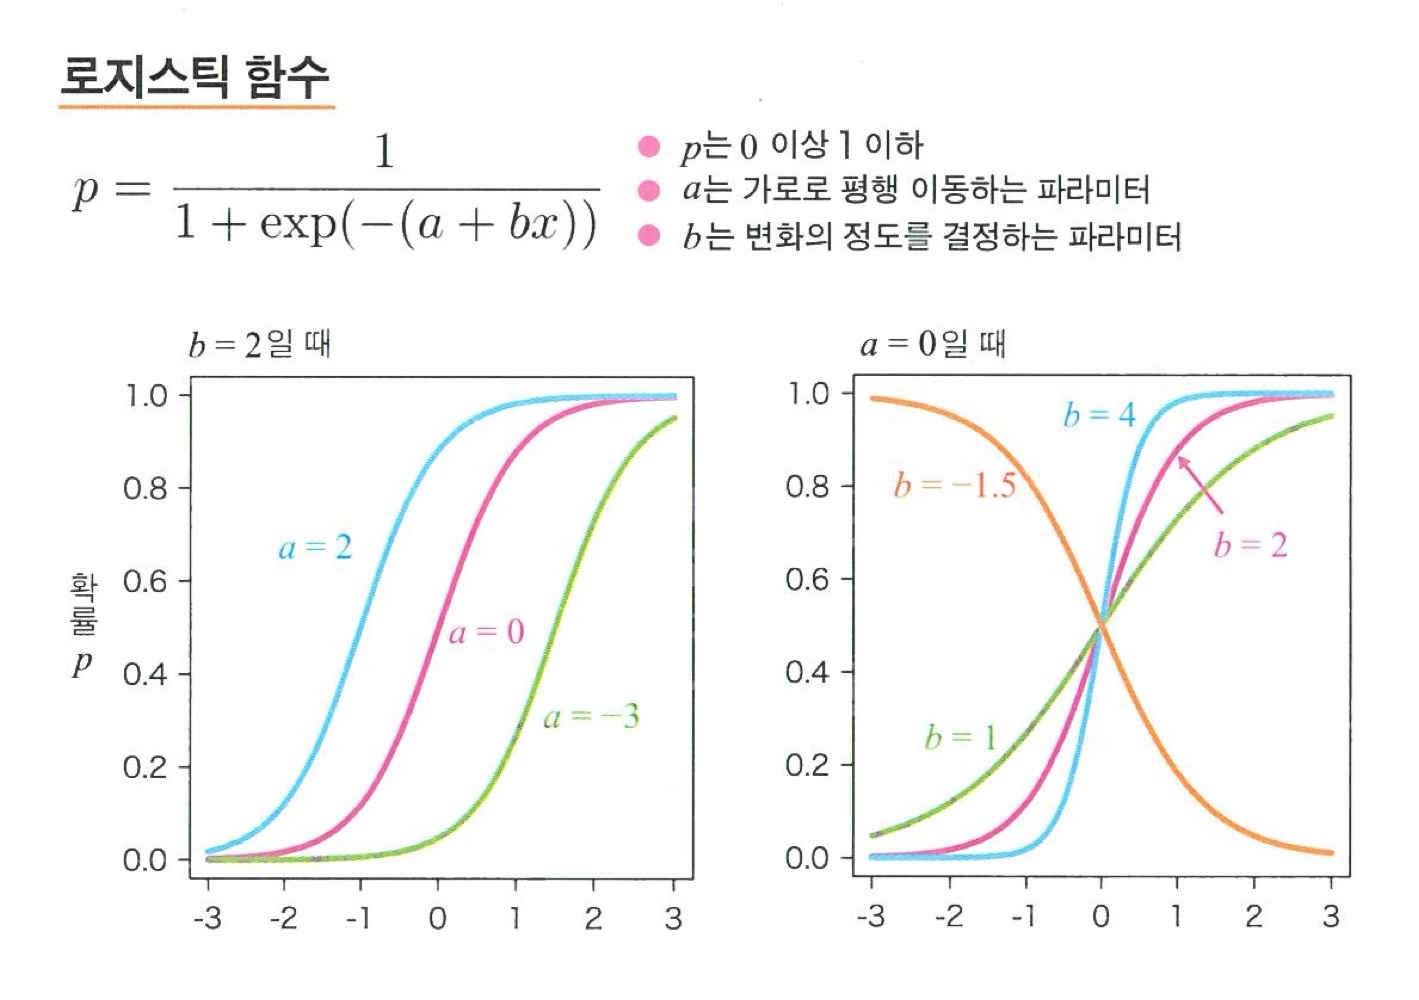 로지스틱 함수
p = 1 / (1 + exp(−(a + bx)))
● p는 0 이상 1 이하
● a는 가로로 평행 이동하는 파라미터
● b는 변화의 정도를 결정하는 파라미터
b = 2일 때
확률 p
1.0
0.8
0.6
0.4
0.2
0.0
-3 -2 -1 0 1 2 3
a = 2
a = 0
a = −3
a = 0일 때
1.0
0.8
0.6
0.4
0.2
0.0
-3 -2 -1 0 1 2 3
b = 4
b = −1.5
b = 2
b = 1